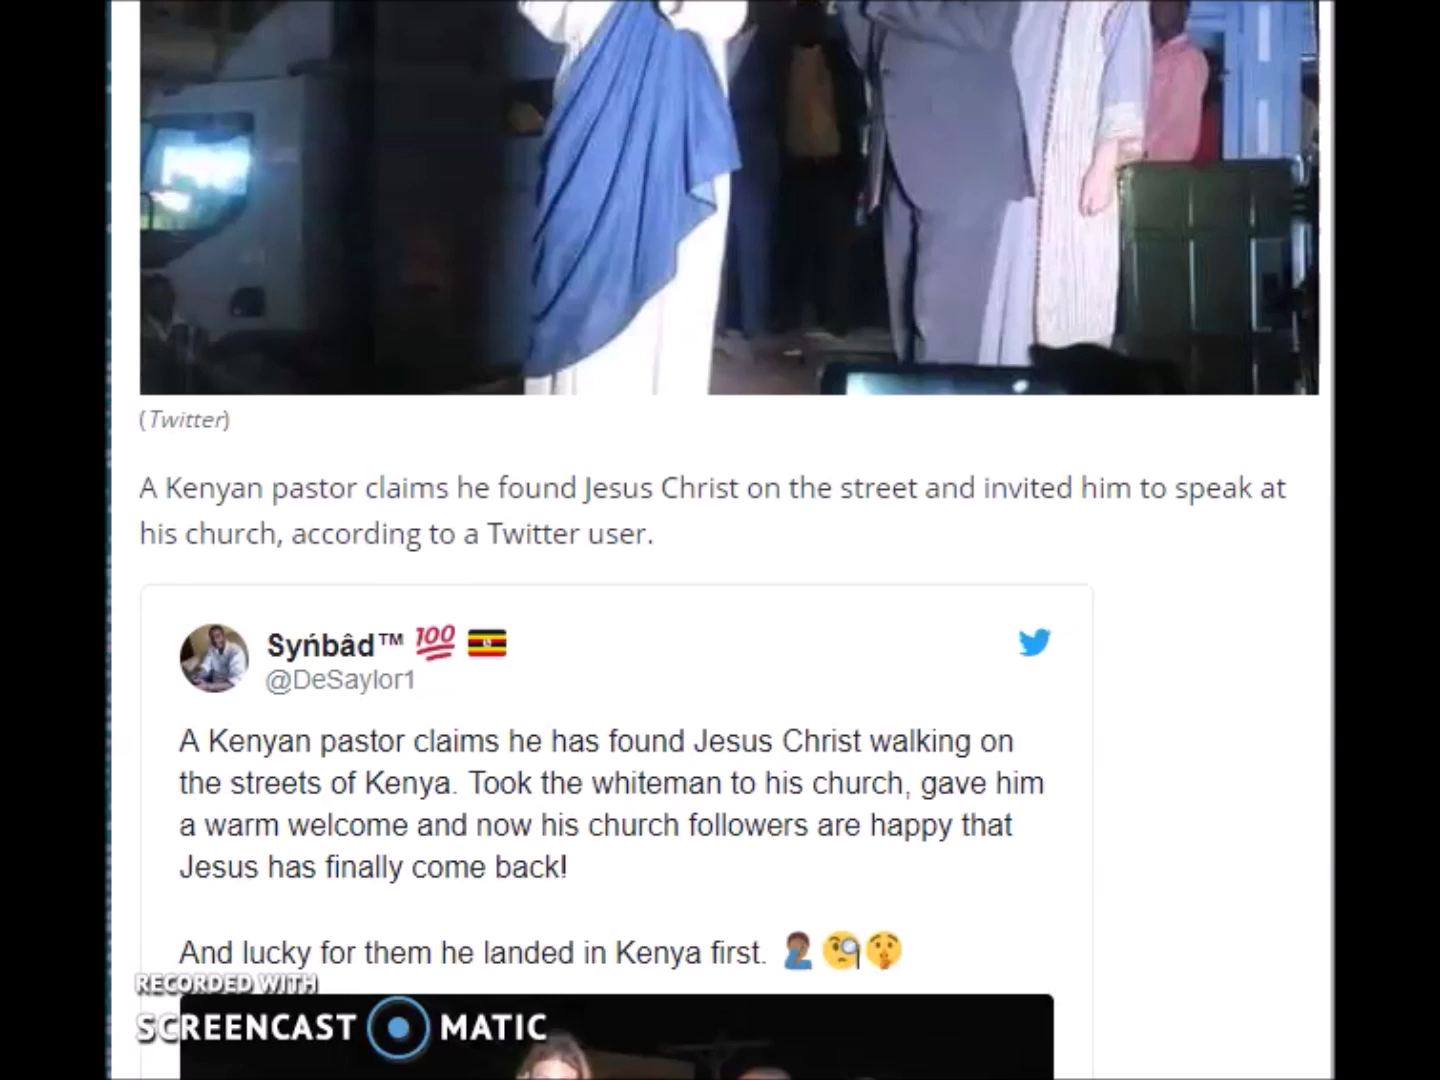 (Twitter)
A Kenyan pastor claims he found Jesus Christ on the street and invited him to speak at
his church, according to a Twitter user.
Syńbâd™ 💯 🇺🇬
@DeSaylor1
A Kenyan pastor claims he has found Jesus Christ walking on
the streets of Kenya. Took the whiteman to his church, gave him
a warm welcome and now his church followers are happy that
Jesus has finally come back!
And lucky for them he landed in Kenya first. 🤦🏾‍♂️🧐🤫
RECORDED WITH
SCREENCAST MATIC